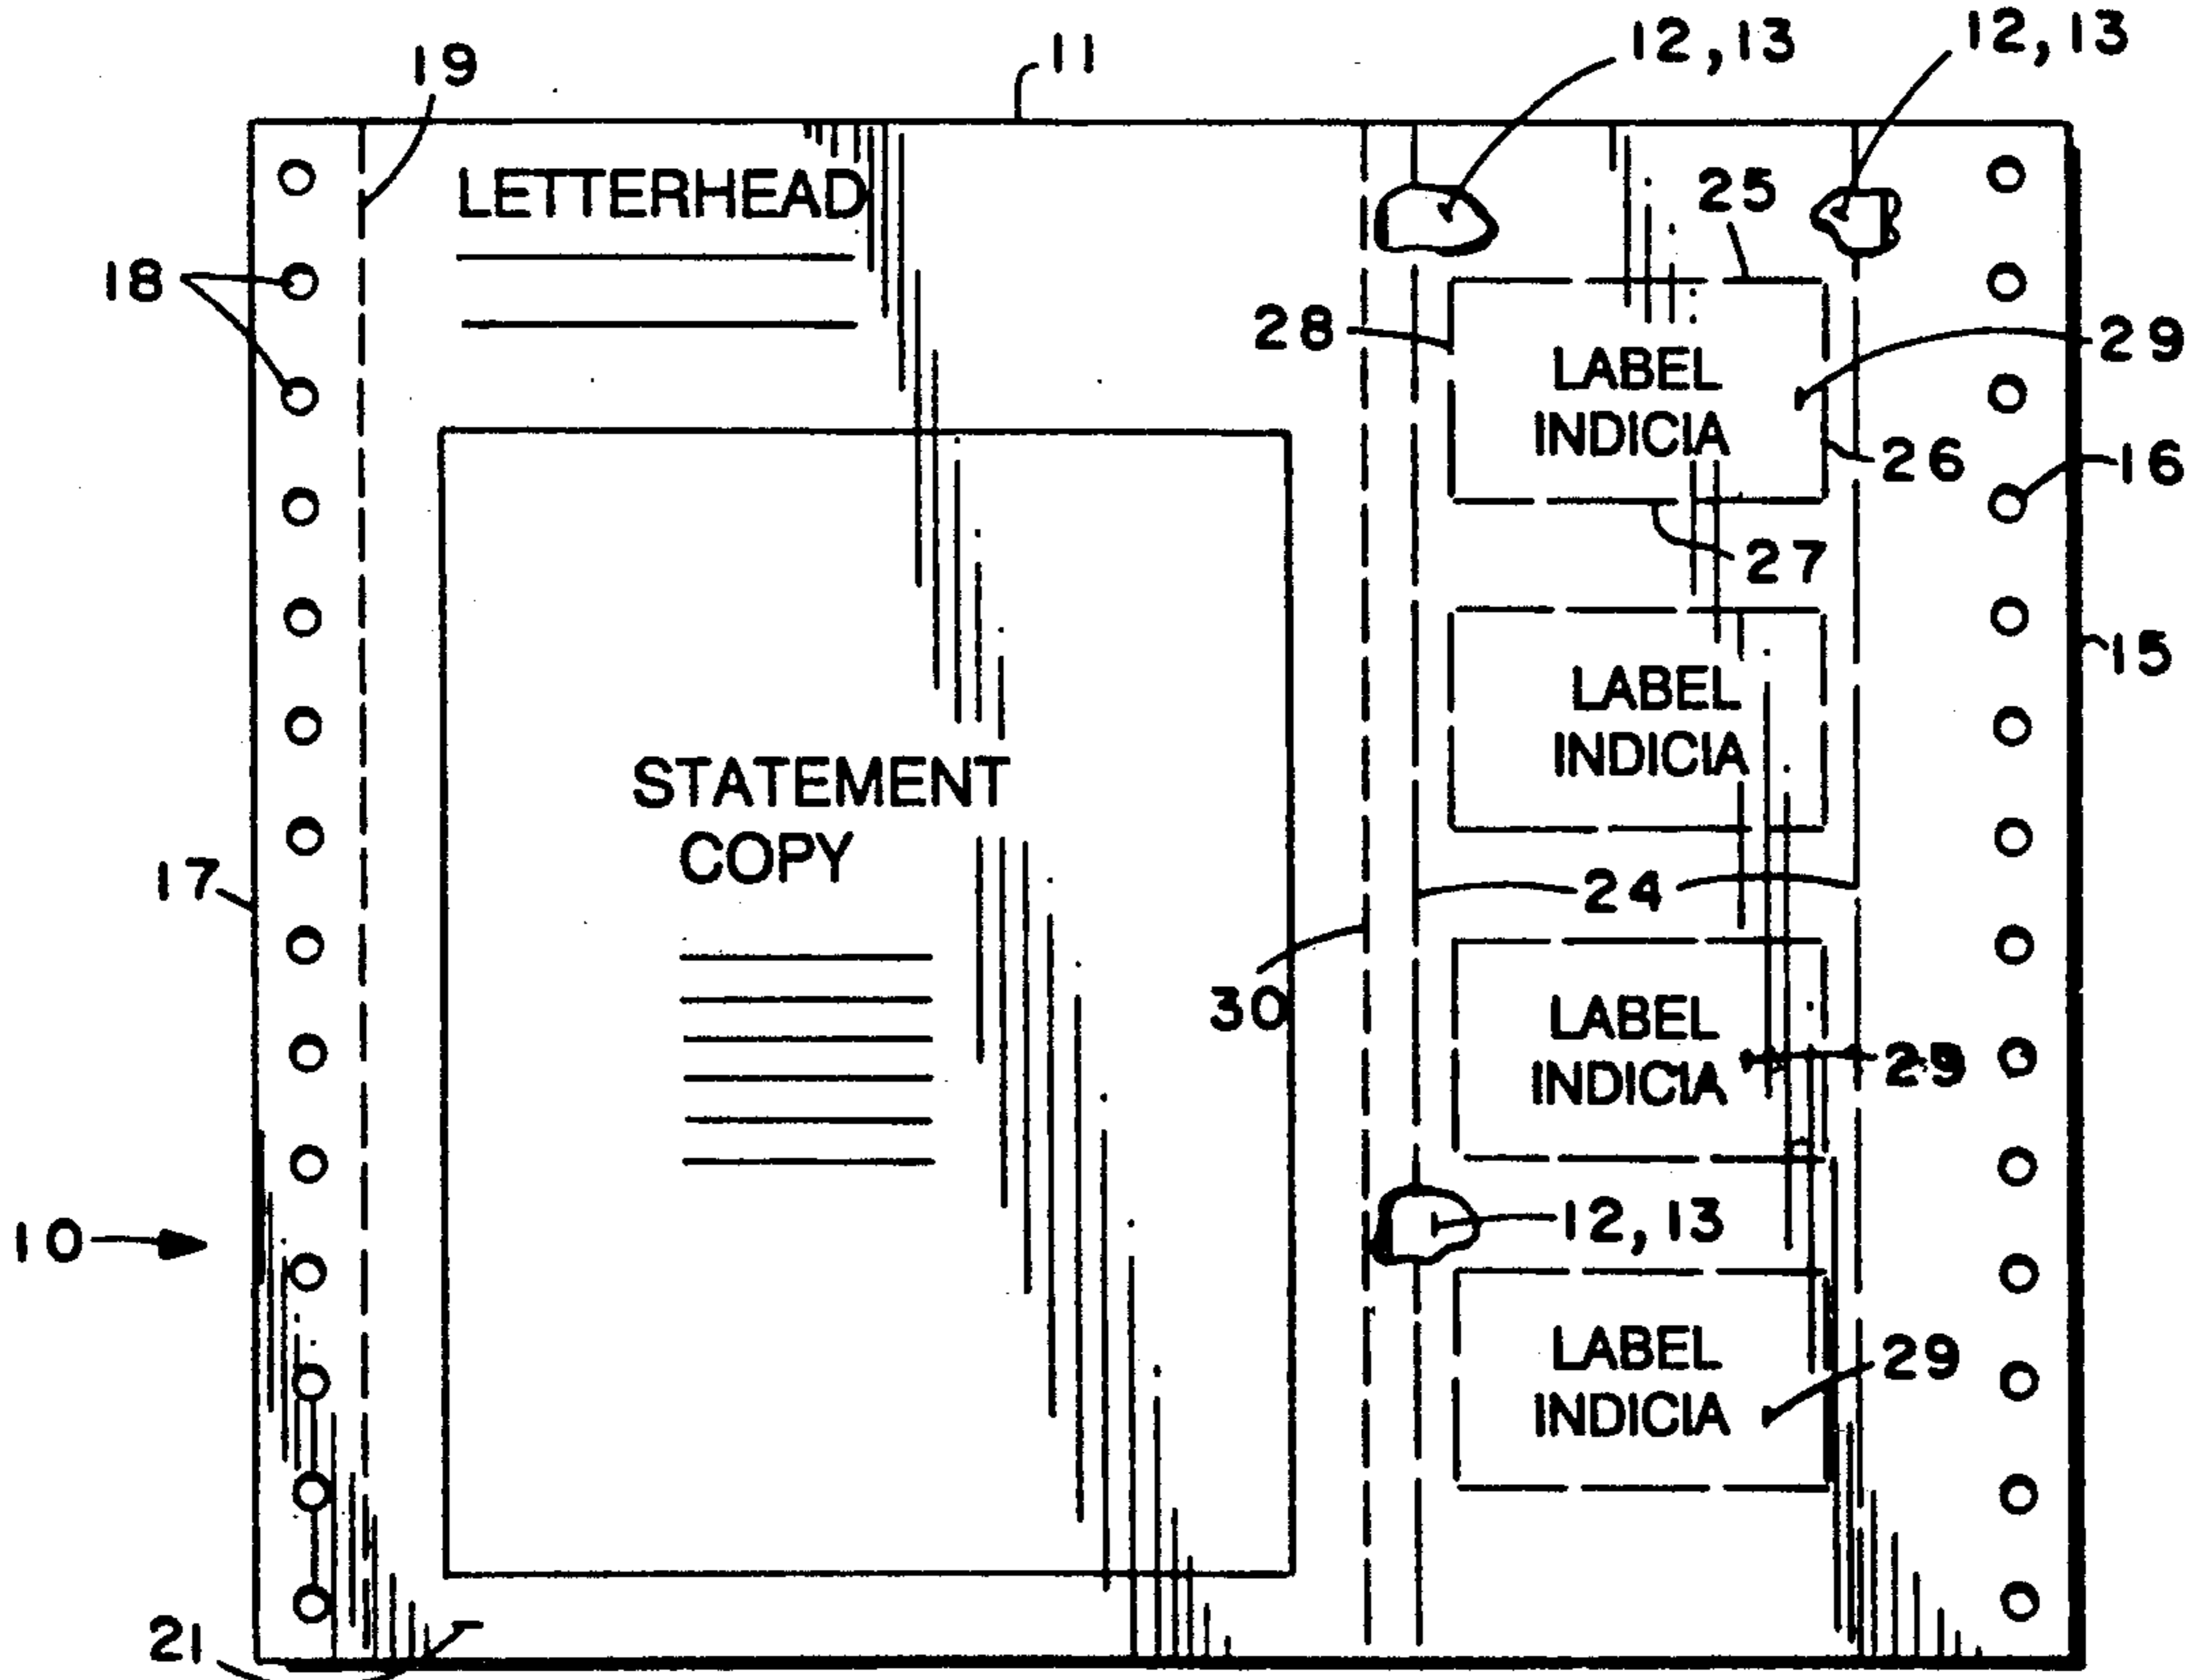 19
11
12, 13
12, 13
LETTERHEAD
25
18
28
29
LABEL
INDICIA
26
16
27
15
LABEL
INDICIA
STATEMENT
COPY
17
24
30
LABEL
INDICIA
29
10
12, 13
LABEL
INDICIA
29
21